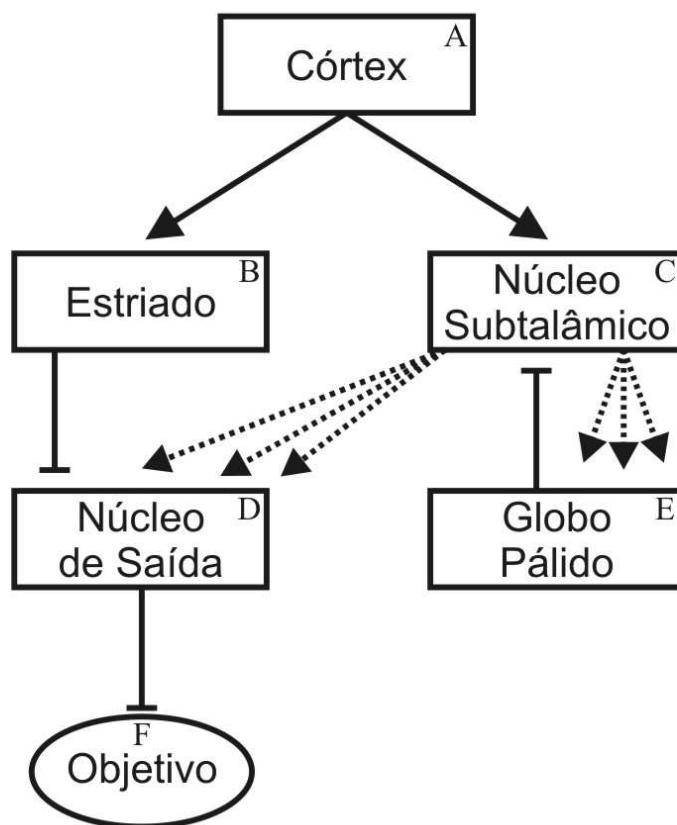 A
Córtex
B
Estriado
C
Núcleo
Subtalâmico
D
Núcleo
de Saída
E
Globo
Pálido
F
Objetivo